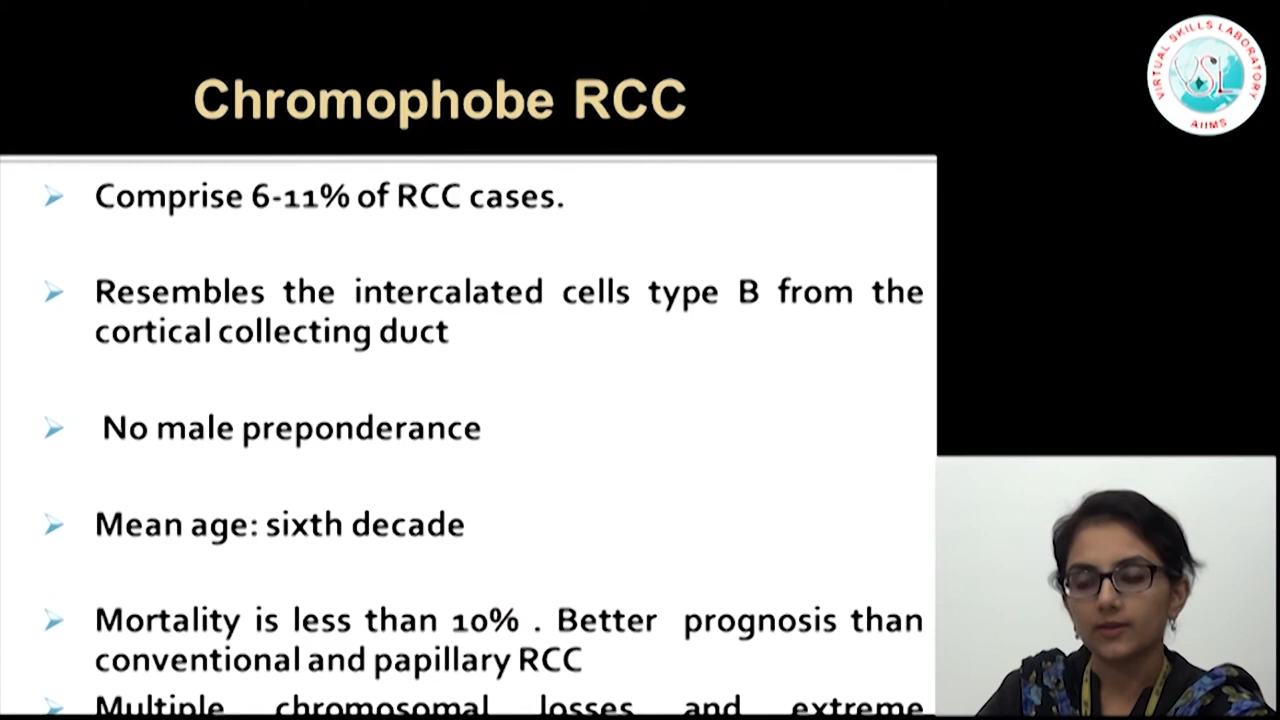 Chromophobe RCC
VIRTUAL SKILLS LABORATORY
VSL
AIIMS
➢ Comprise 6-11% of RCC cases.
➢ Resembles the intercalated cells type B from the
cortical collecting duct
➢ No male preponderance
➢ Mean age: sixth decade
➢ Mortality is less than 10% . Better prognosis than
conventional and papillary RCC
➢ Multiple chromosomal losses and extreme